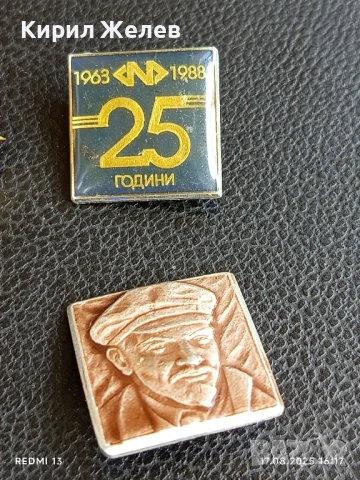 Кирил Желев
1963 1988
25
ГОДИНИ
REDMI 13
17.08.2025 16:17